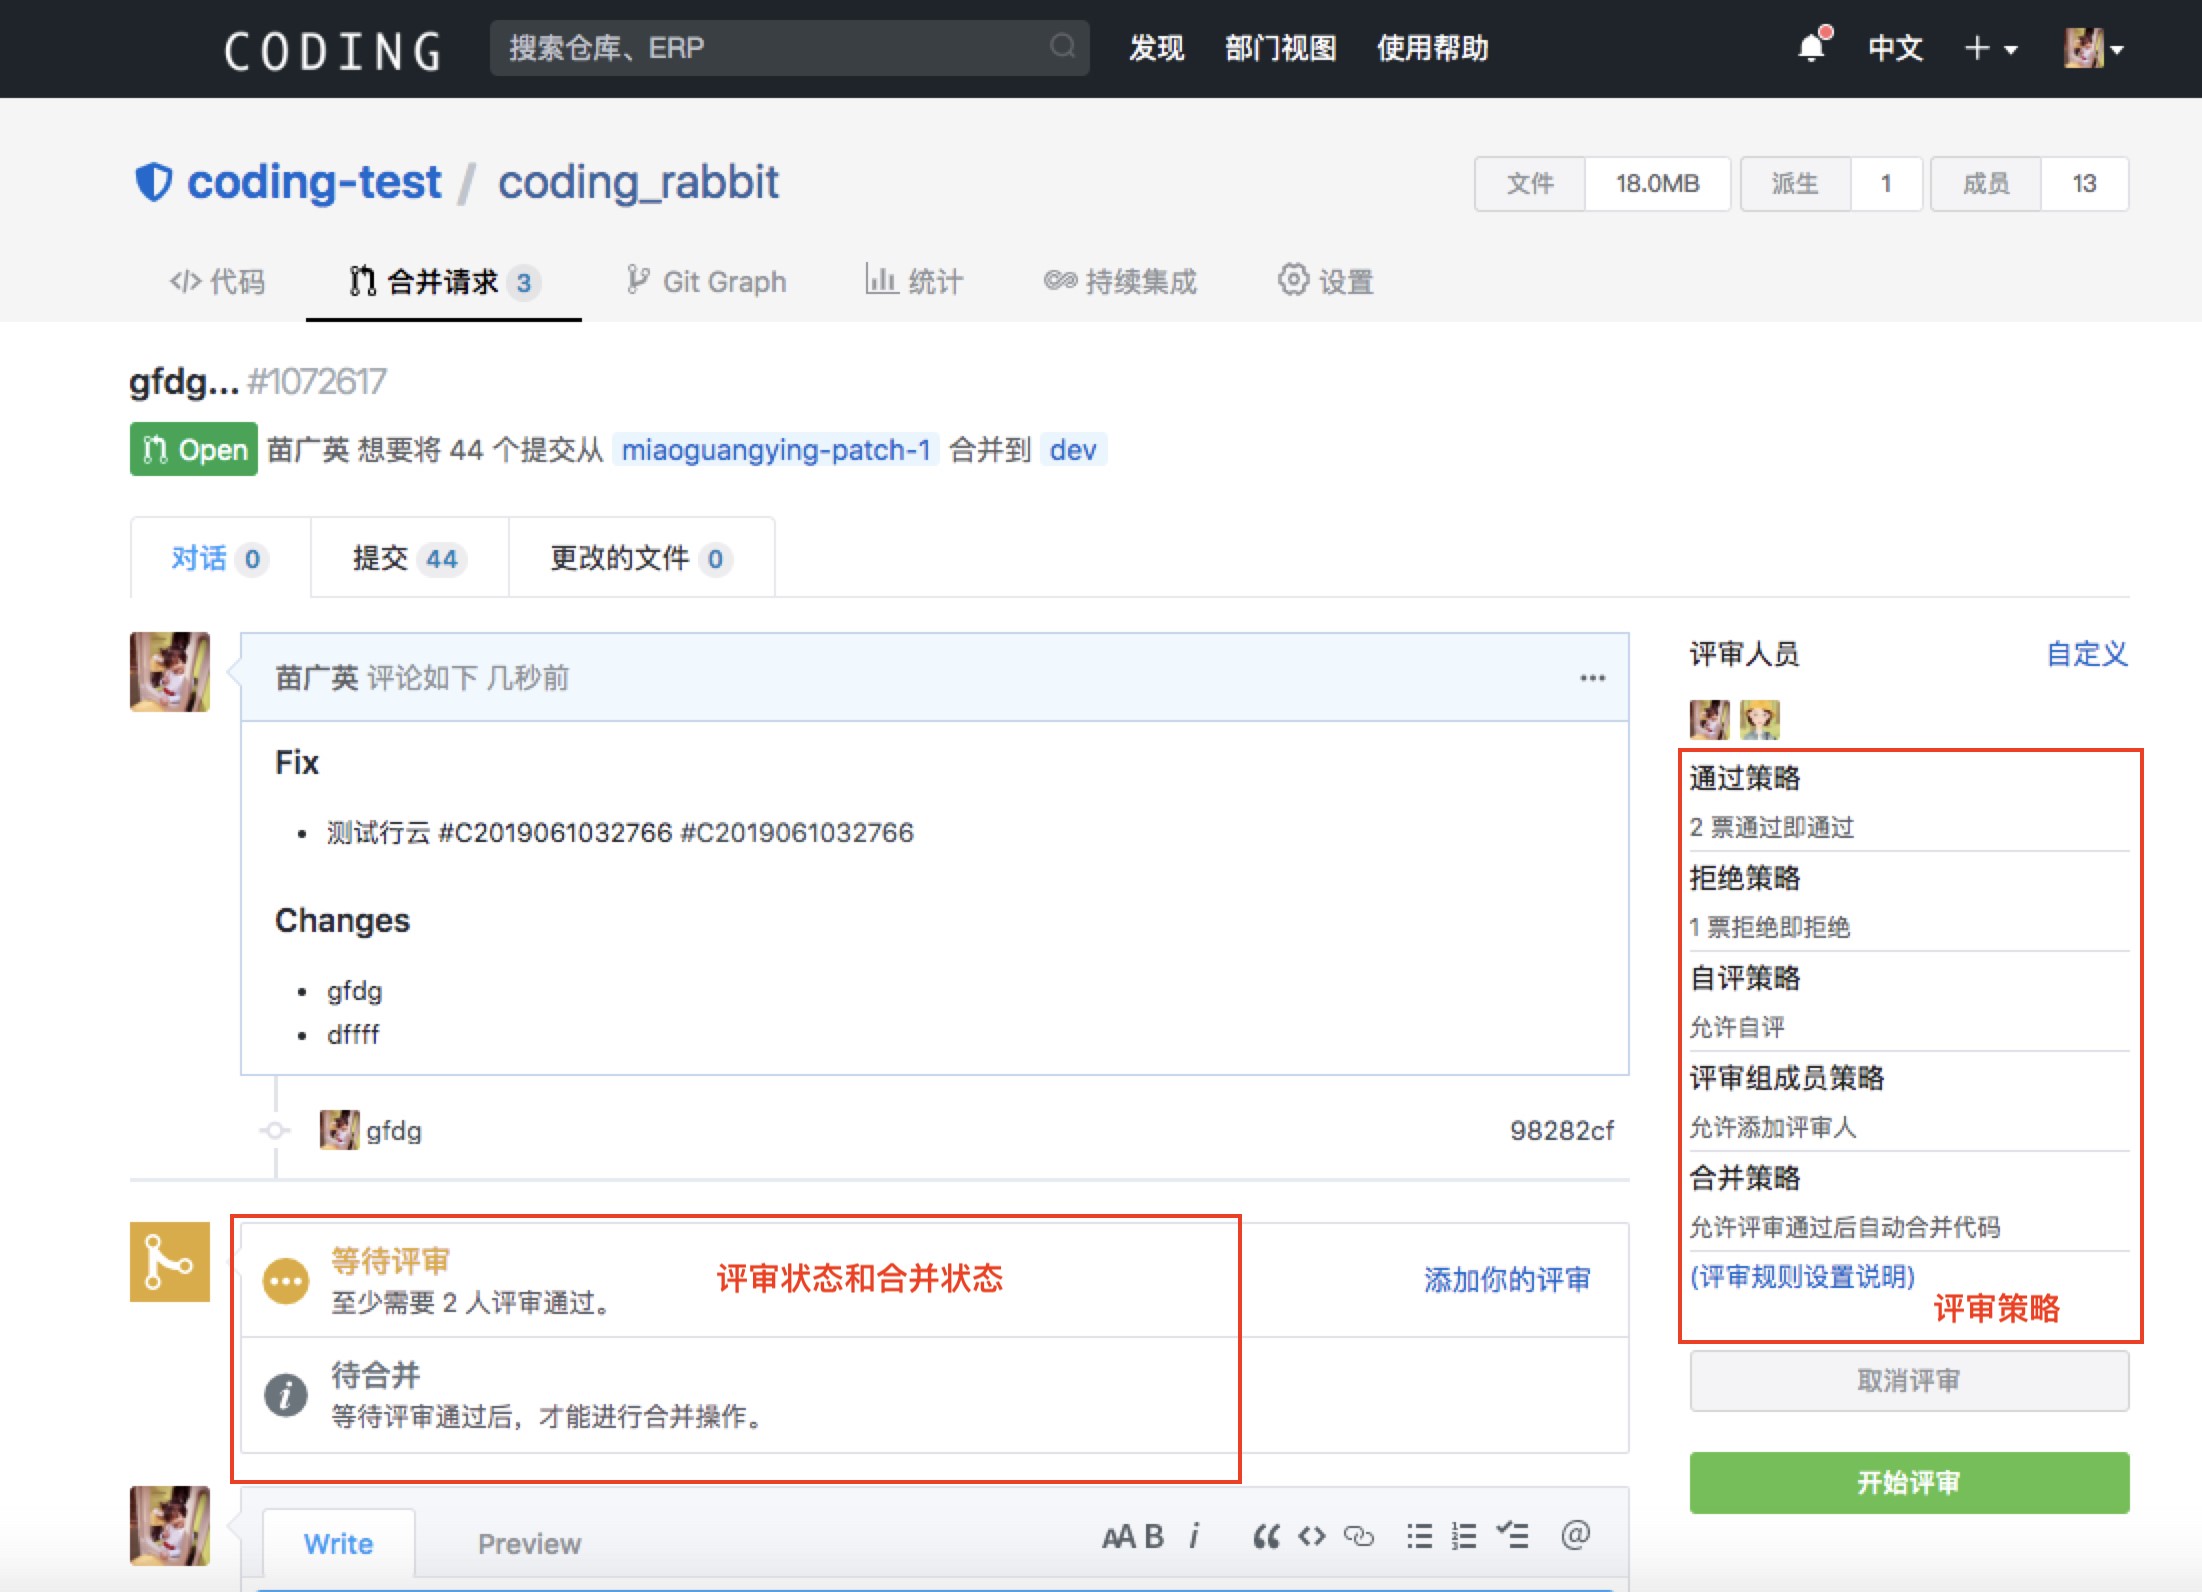 CODING 搜索仓库、ERP 发现 部门视图 使用帮助 中文
coding-test / coding_rabbit 文件 18.0MB 派生 1 成员 13
</> 代码 合并请求 3 Git Graph 统计 持续集成 设置
gfdg... #1072617
Open 苗广英 想要将 44 个提交从 miaoguangying-patch-1 合并到 dev
对话 0 提交 44 更改的文件 0
苗广英 评论如下 几秒前 ···
Fix
• 测试行云 #C2019061032766 #C2019061032766
Changes
• gfdg
• dffff
gfdg 98282cf
等待评审
至少需要 2 人评审通过。
评审状态和合并状态
添加你的评审
待合并
等待评审通过后，才能进行合并操作。
Write Preview AA B i “ <> @
评审人员 自定义
通过策略
2 票通过即通过
拒绝策略
1 票拒绝即拒绝
自评策略
允许自评
评审组成员策略
允许添加评审人
合并策略
允许评审通过后自动合并代码
(评审规则设置说明)
评审策略
取消评审
开始评审